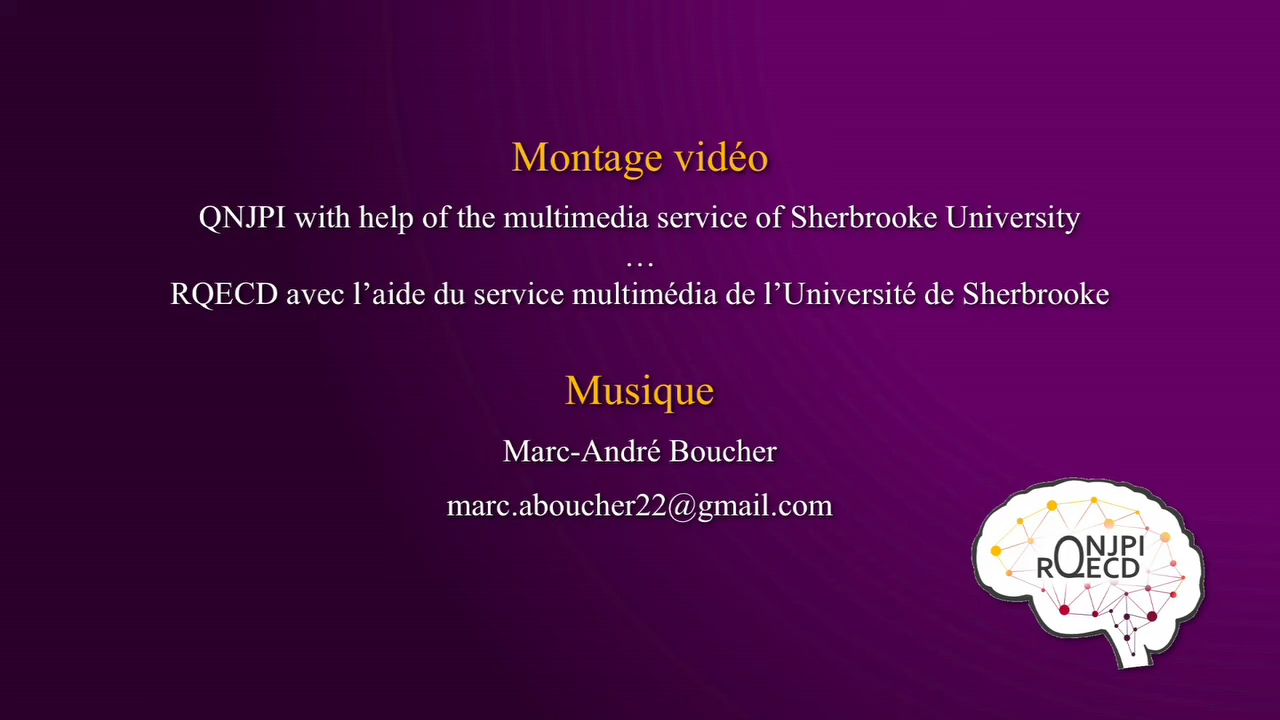 Montage vidéo
QNJPI with help of the multimedia service of Sherbrooke University
…
RQECD avec l’aide du service multimédia de l’Université de Sherbrooke
Musique
Marc-André Boucher
marc.aboucher22@gmail.com
QNJPI
RQECD